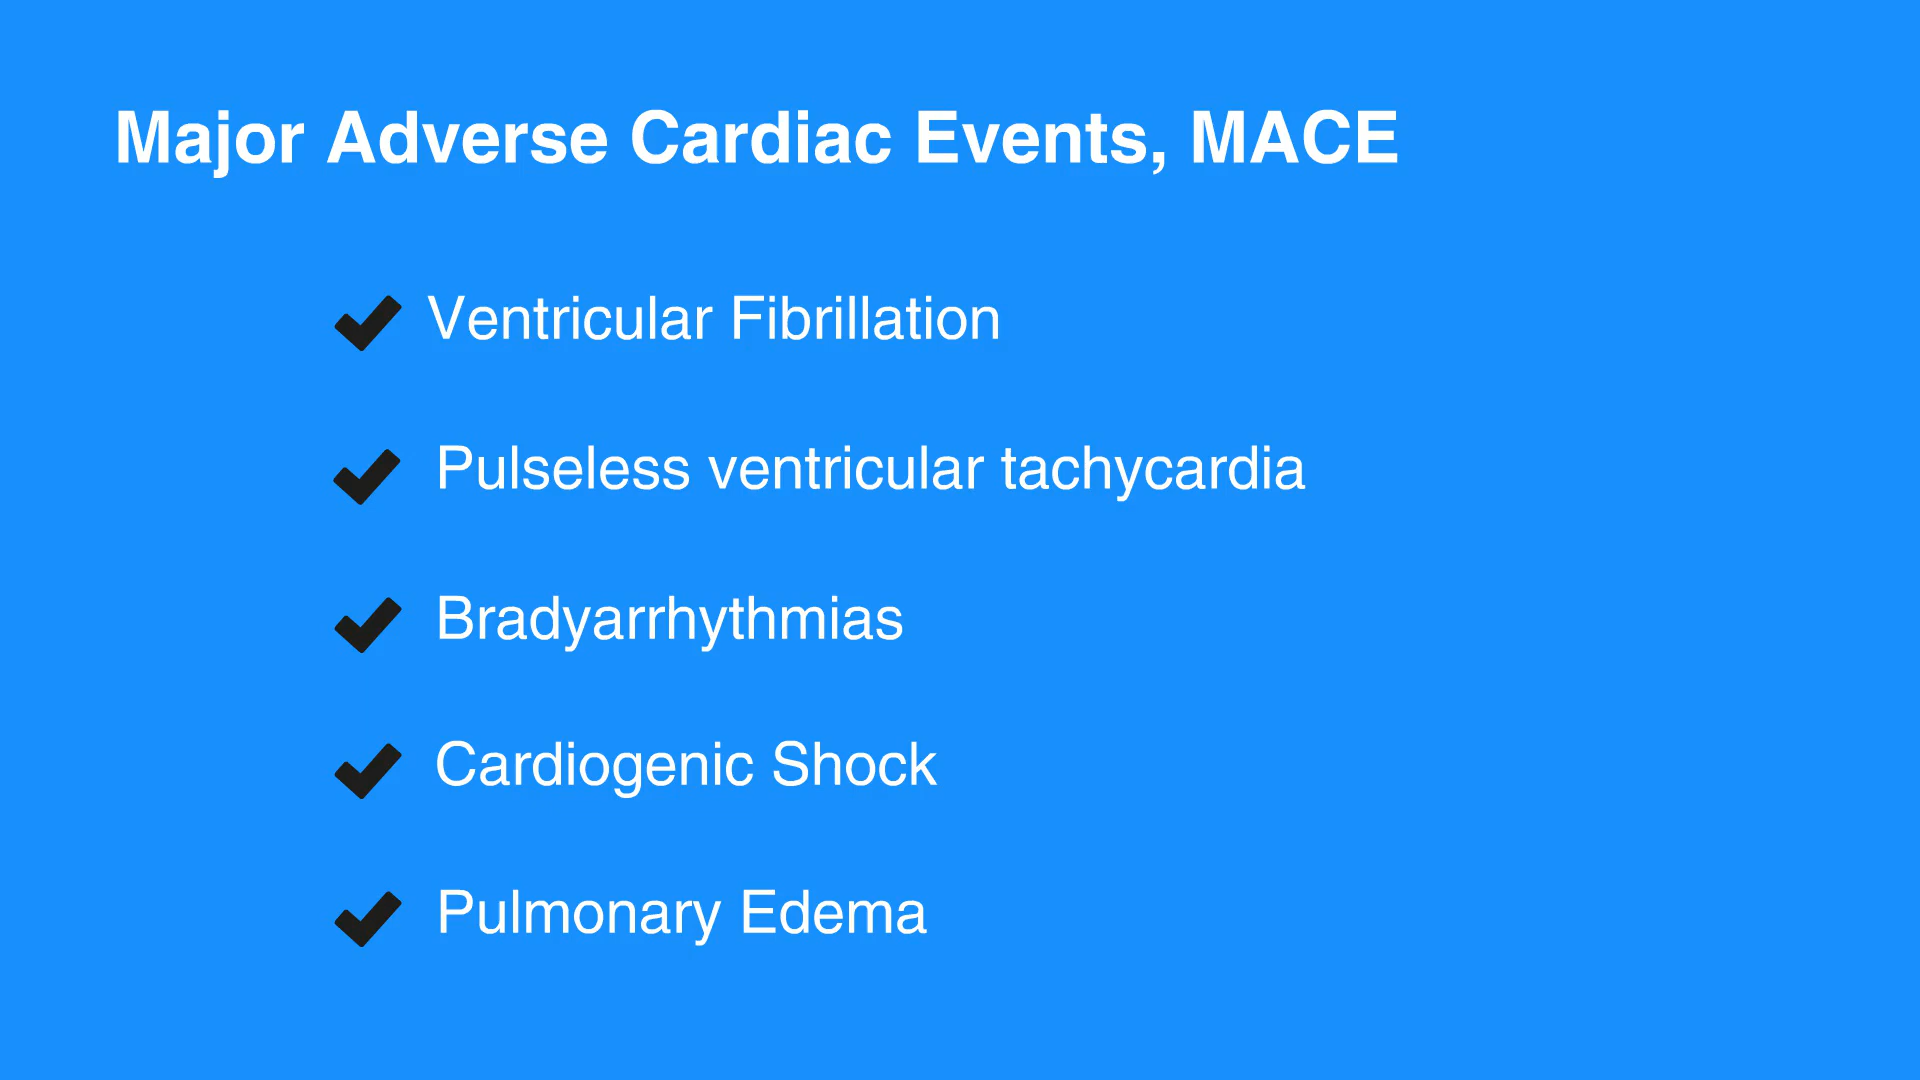 Major Adverse Cardiac Events, MACE
Ventricular Fibrillation
Pulseless ventricular tachycardia
Bradyarrhythmias
Cardiogenic Shock
Pulmonary Edema